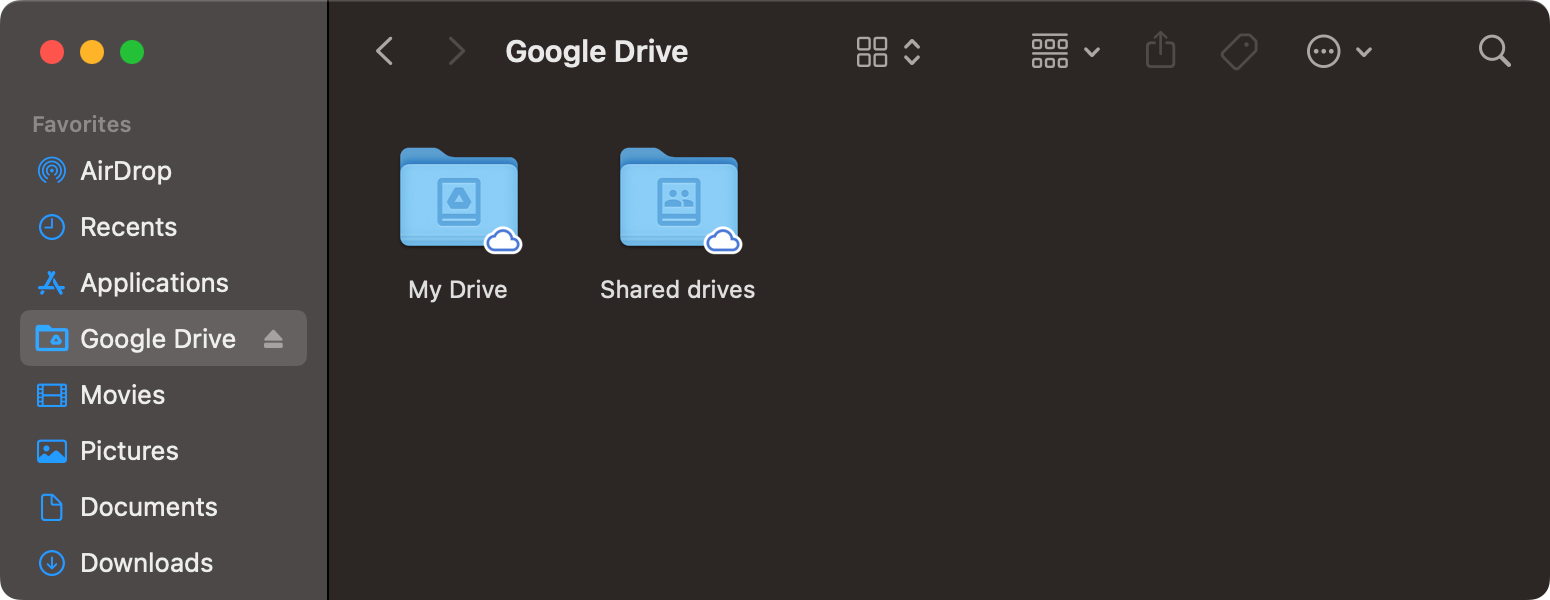 Google Drive
Favorites
AirDrop
Recents
Applications
Google Drive
Movies
Pictures
Documents
Downloads
My Drive
Shared drives